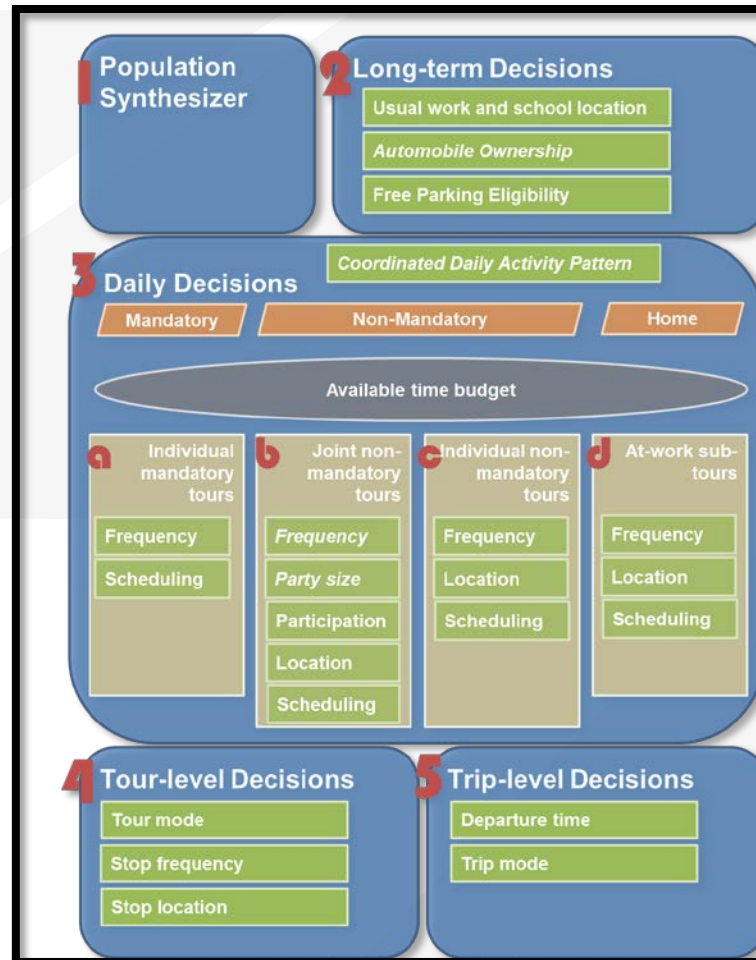 1
Population
Synthesizer
2
Long-term Decisions
Usual work and school location
Automobile Ownership
Free Parking Eligibility
3
Daily Decisions
Coordinated Daily Activity Pattern
Mandatory
Non-Mandatory
Home
Available time budget
a
Individual
mandatory
tours
Frequency
Scheduling
b
Joint non-
mandatory
tours
Frequency
Party size
Participation
Location
Scheduling
c
Individual non-
mandatory
tours
Frequency
Location
Scheduling
d
At-work sub-
tours
Frequency
Location
Scheduling
4
Tour-level Decisions
Tour mode
Stop frequency
Stop location
5
Trip-level Decisions
Departure time
Trip mode